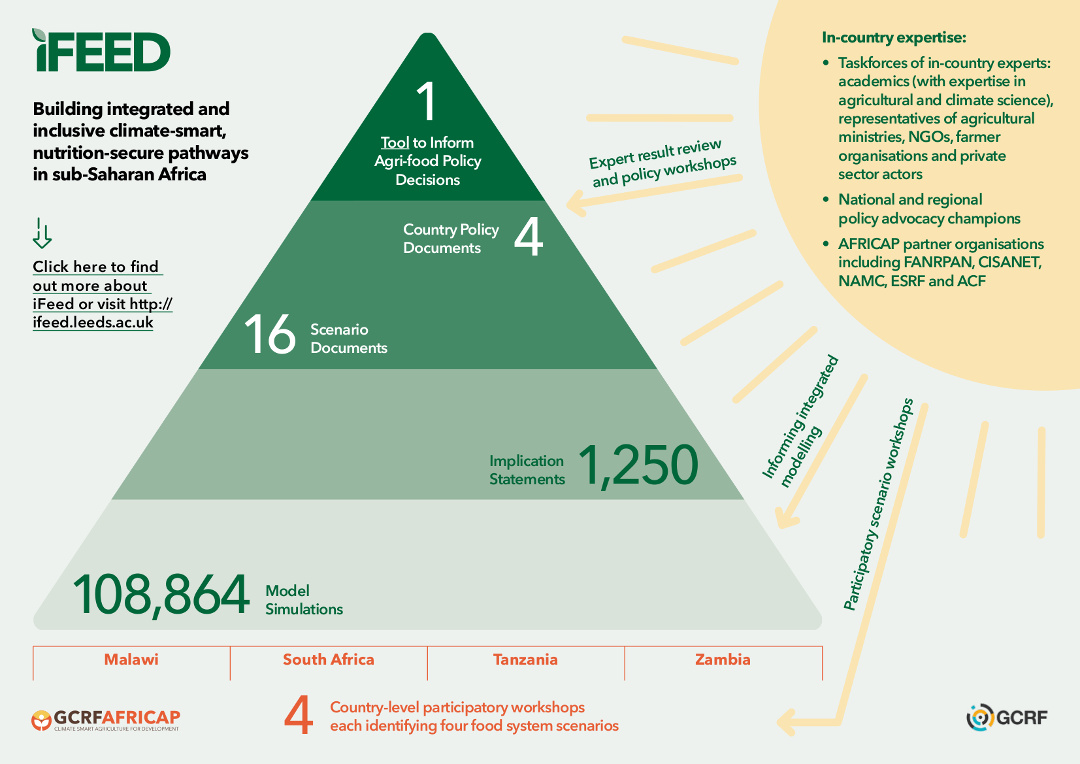 iFEED
Building integrated and
inclusive climate-smart,
nutrition-secure pathways
in sub-Saharan Africa
Click here to find
out more about
iFeed or visit http://
ifeed.leeds.ac.uk
1
Tool to Inform
Agri-food Policy
Decisions
Country Policy
Documents
4
16
Scenario
Documents
Implication
Statements
1,250
108,864
Model
Simulations
Expert result review
and policy workshops
In-country expertise:
• Taskforces of in-country experts:
academics (with expertise in
agricultural and climate science),
representatives of agricultural
ministries, NGOs, farmer
organisations and private
sector actors
• National and regional
policy advocacy champions
• AFRICAP partner organisations
including FANRPAN, CISANET,
NAMC, ESRF and ACF
Informing integrated
modelling
Participatory scenario workshops
Malawi
South Africa
Tanzania
Zambia
GCRFAFRICAP
CLIMATE SMART AGRICULTURE FOR DEVELOPMENT
4
Country-level participatory workshops
each identifying four food system scenarios
GCRF